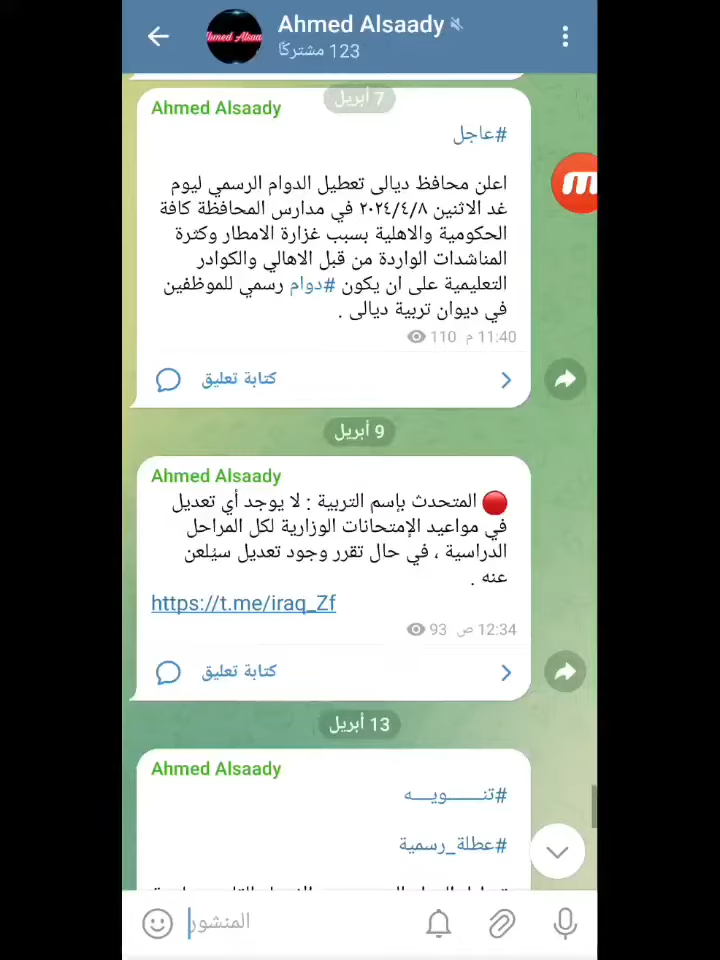 Ahmed Alsaady
123 مشتركًا
7 أبريل
Ahmed Alsaady
#عاجل
اعلن محافظ ديالى تعطيل الدوام الرسمي ليوم
غد الاثنين ٢٠٢٤/٤/٨ في مدارس المحافظة كافة
الحكومية والاهلية بسبب غزارة الامطار وكثرة
المناشدات الواردة من قبل الاهالي والكوادر
التعليمية على ان يكون #دوام رسمي للموظفين
في ديوان تربية ديالى .
110 11:40 م
كتابة تعليق
9 أبريل
Ahmed Alsaady
🔴 المتحدث بإسم التربية : لا يوجد أي تعديل
في مواعيد الإمتحانات الوزارية لكل المراحل
الدراسية ، في حال تقرر وجود تعديل سيُلعن
عنه .
https://t.me/iraq_Zf
93 12:34 ص
كتابة تعليق
13 أبريل
Ahmed Alsaady
#تنـــــــويـــــه
#عطلة_رسمية
المنشور